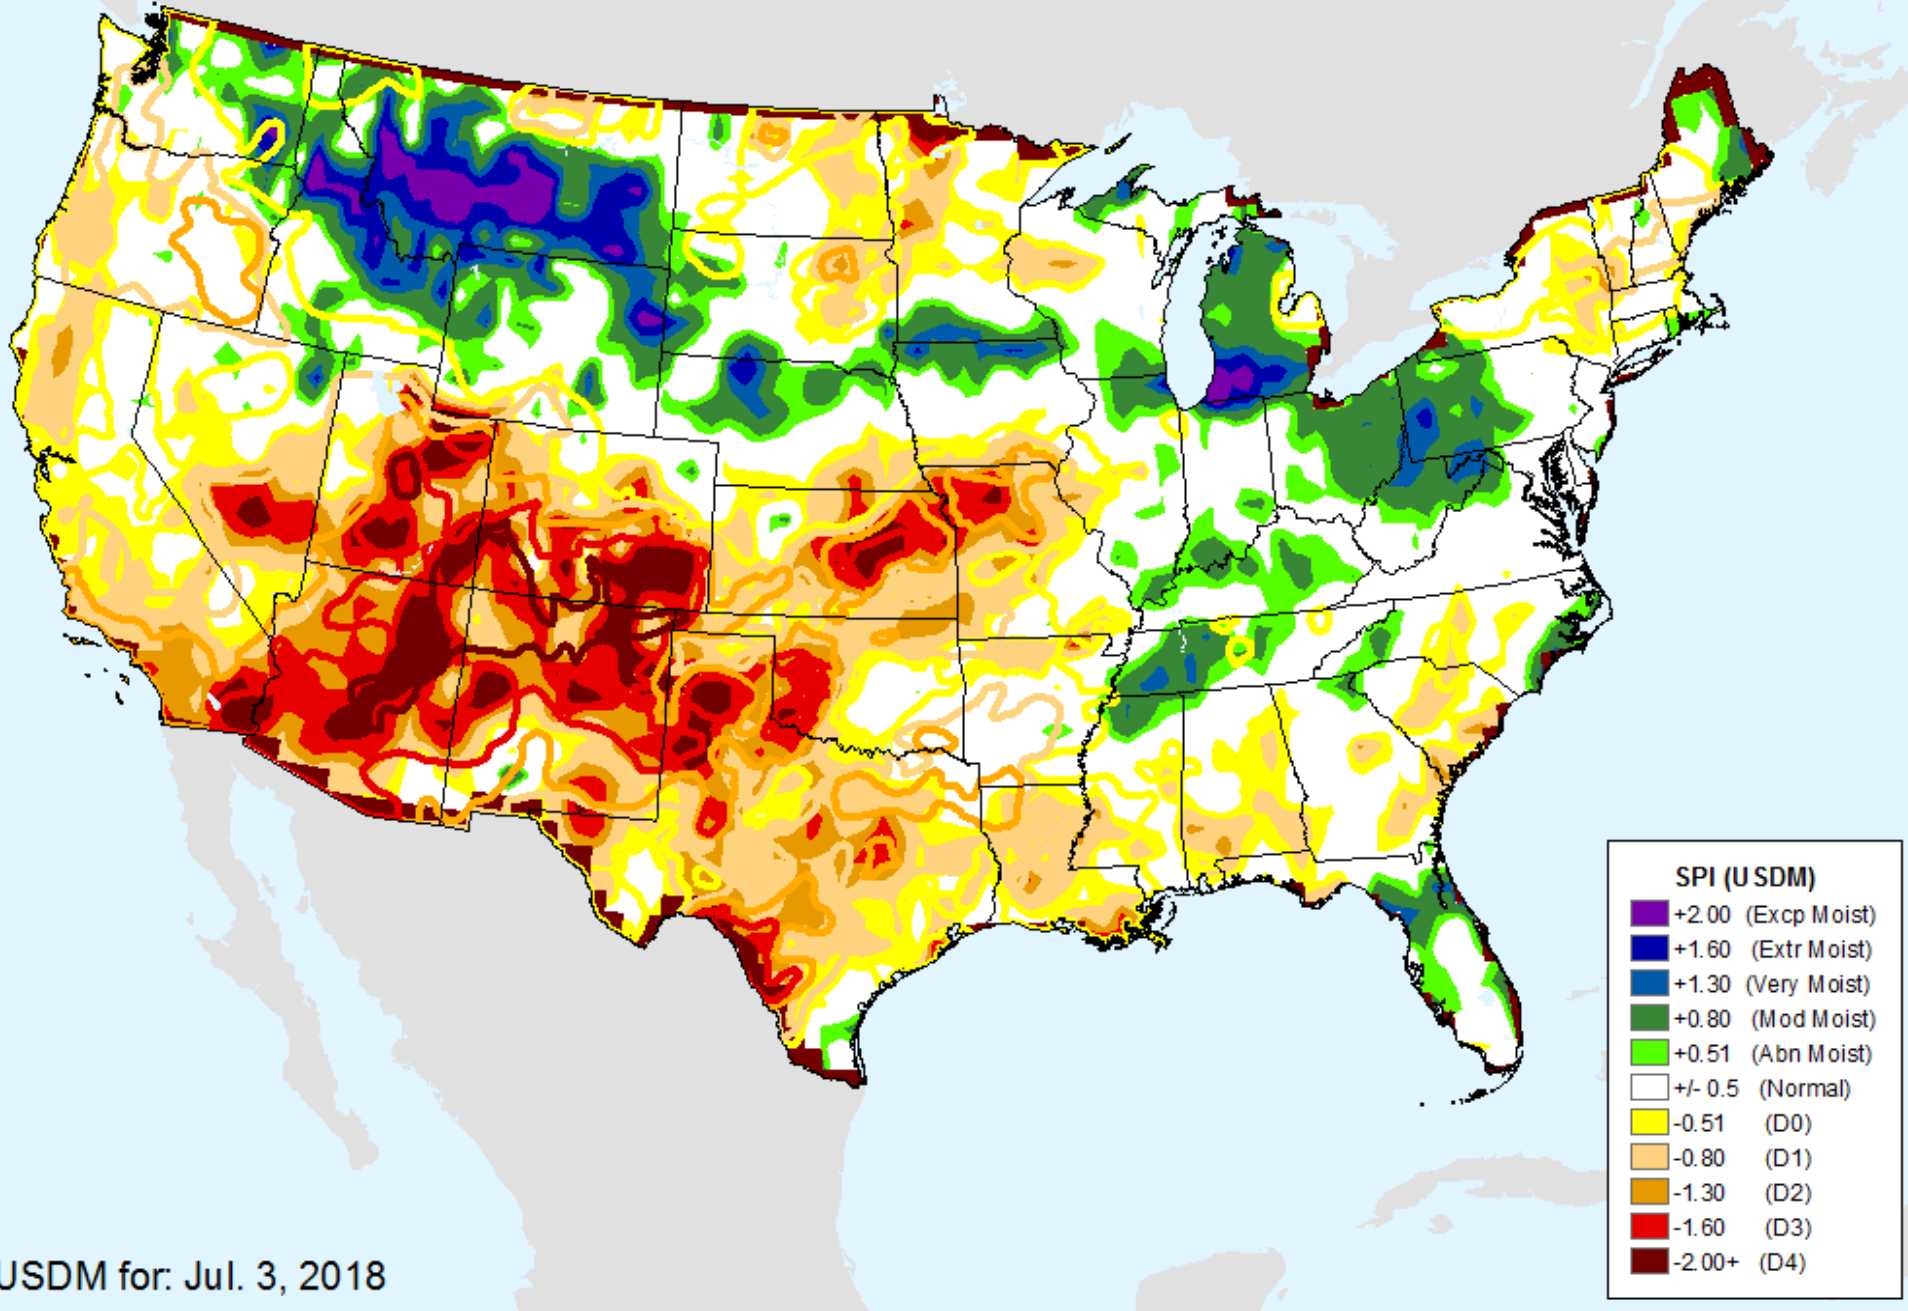 SPI (USDM)
+2.00 (Excp Moist)
+1.60 (Extr Moist)
+1.30 (Very Moist)
+0.80 (Mod Moist)
+0.51 (Abn Moist)
+/- 0.5 (Normal)
-0.51 (D0)
-0.80 (D1)
-1.30 (D2)
-1.60 (D3)
-2.00+ (D4)
USDM for: Jul. 3, 2018